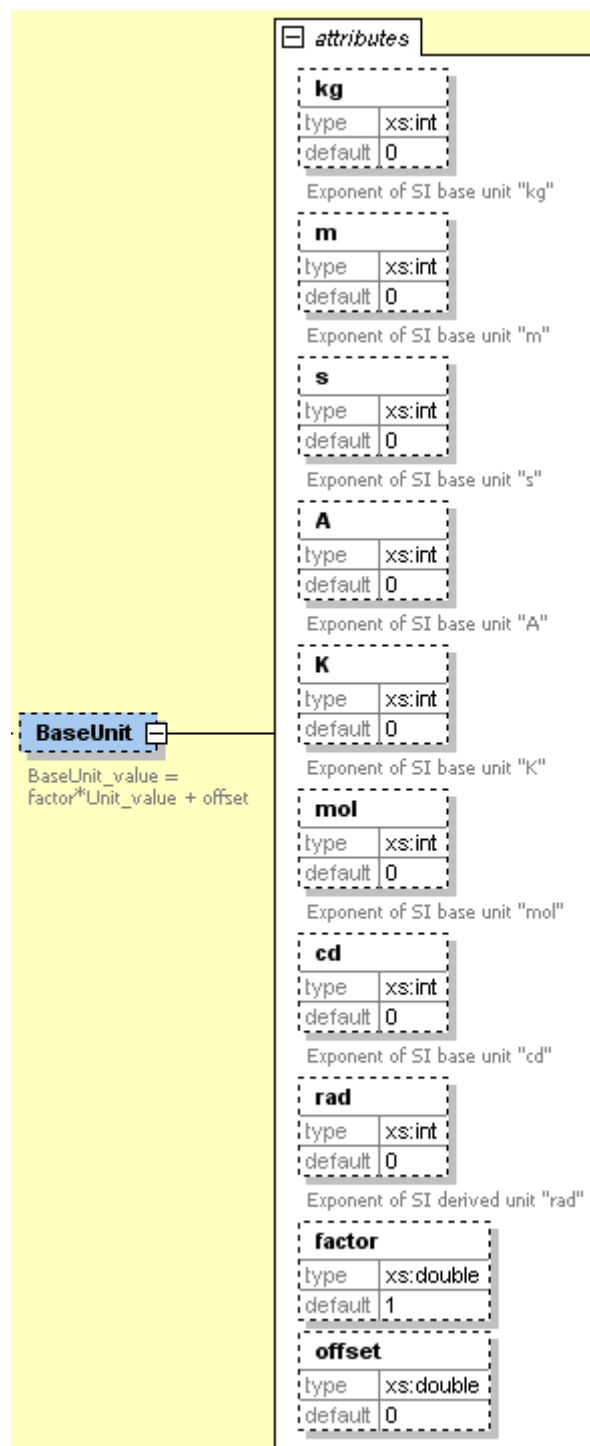 attributes
kg
type xs:int
default 0
Exponent of SI base unit "kg"
m
type xs:int
default 0
Exponent of SI base unit "m"
s
type xs:int
default 0
Exponent of SI base unit "s"
A
type xs:int
default 0
Exponent of SI base unit "A"
K
type xs:int
default 0
Exponent of SI base unit "K"
BaseUnit
BaseUnit_value =
factor*Unit_value + offset
mol
type xs:int
default 0
Exponent of SI base unit "mol"
cd
type xs:int
default 0
Exponent of SI base unit "cd"
rad
type xs:int
default 0
Exponent of SI derived unit "rad"
factor
type xs:double
default 1
offset
type xs:double
default 0